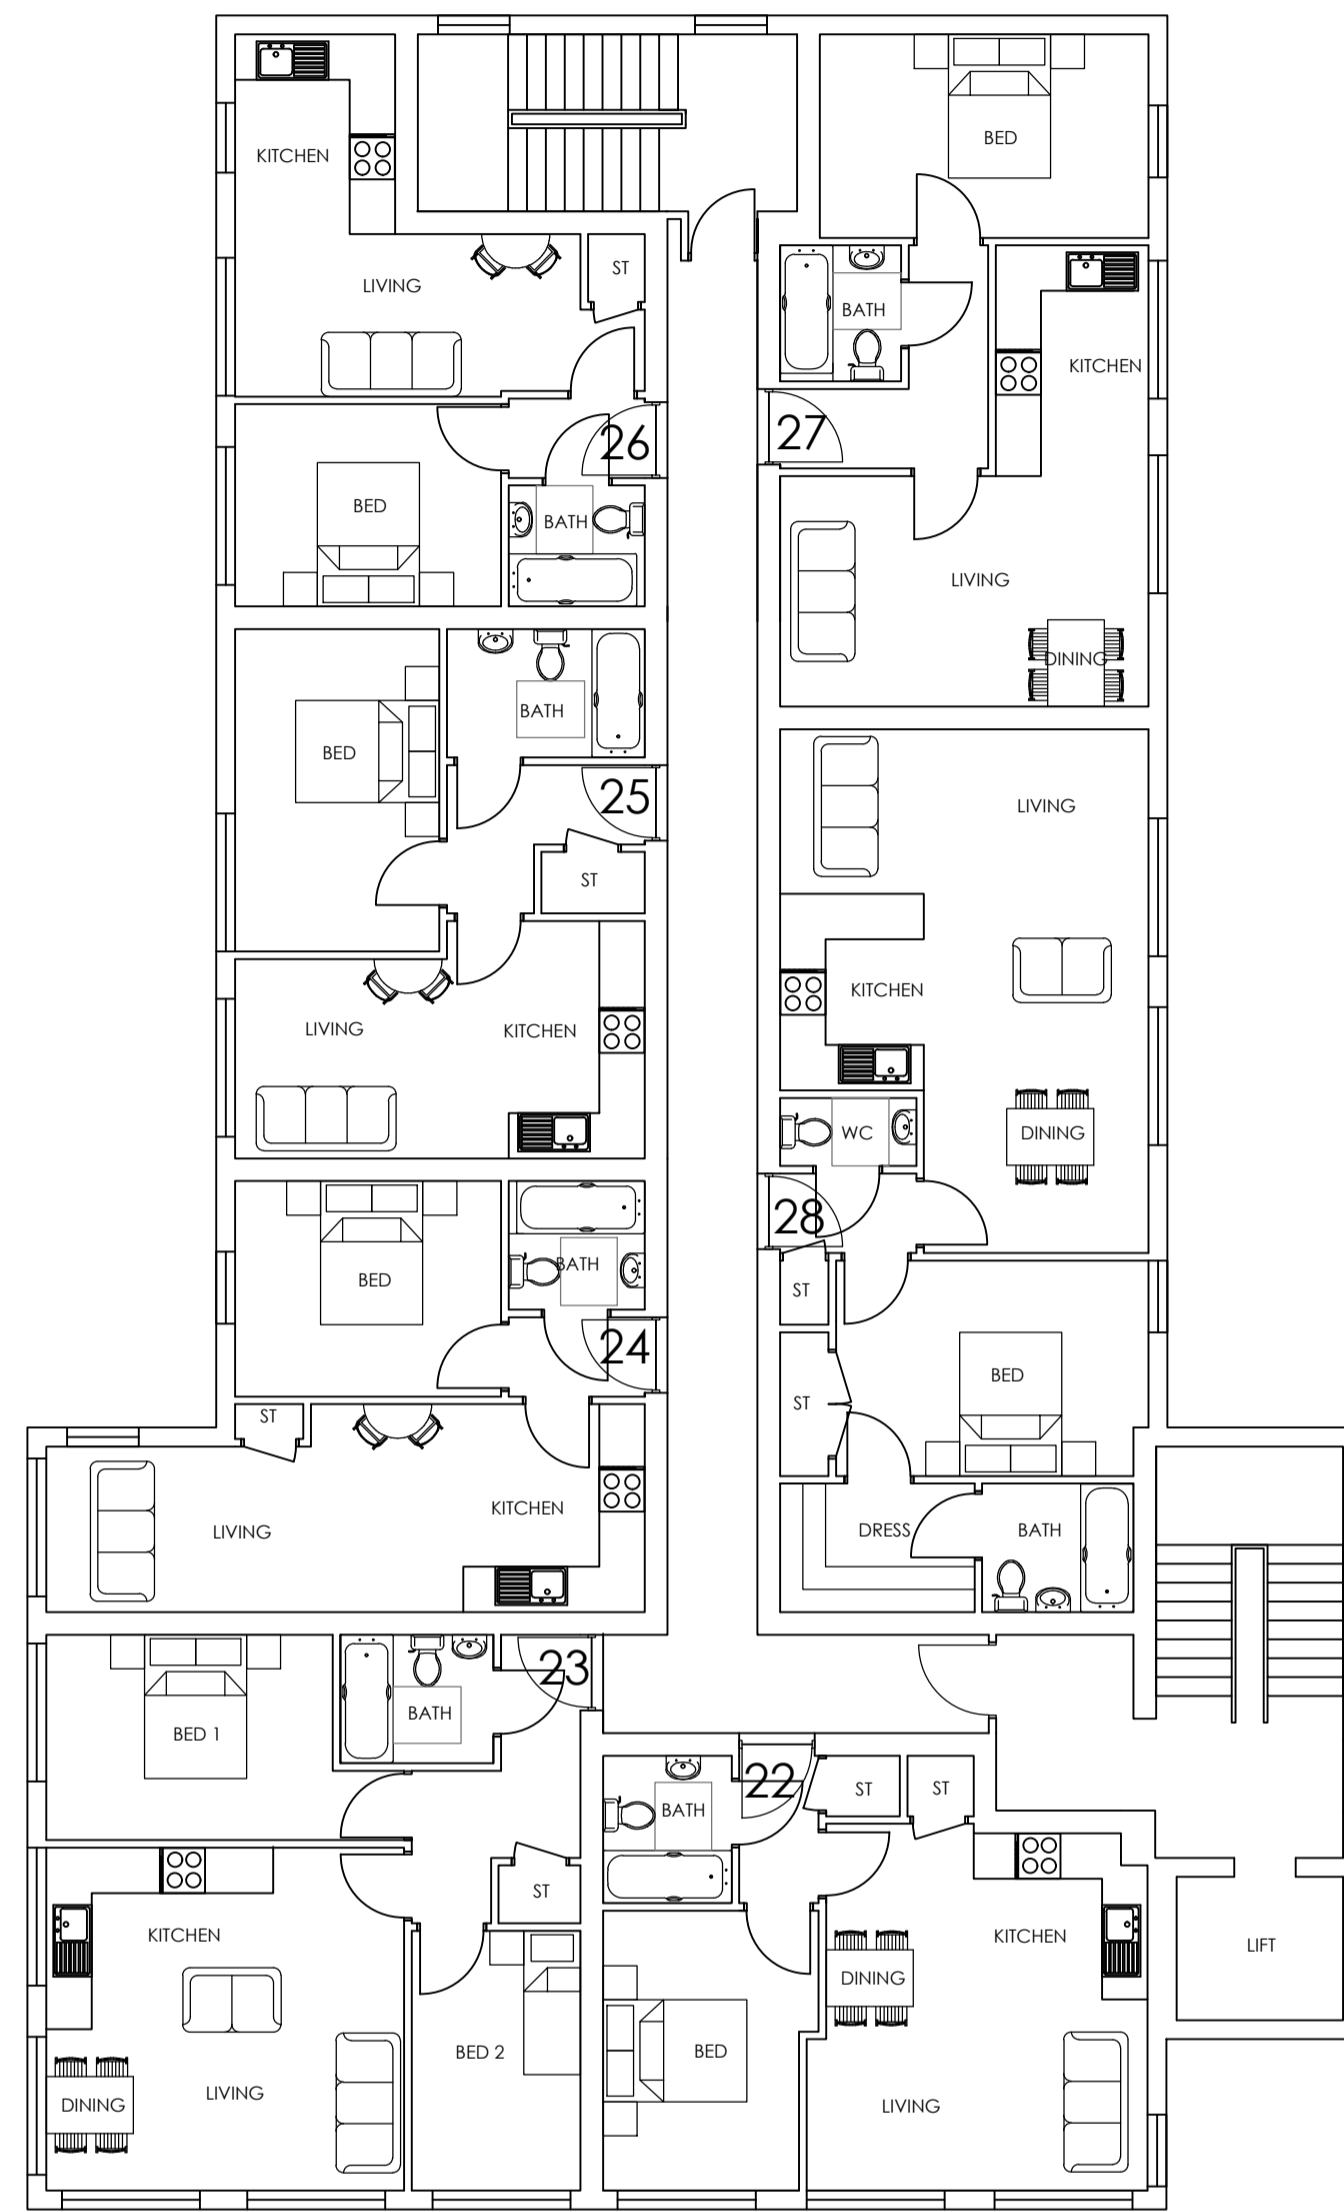 KITCHEN
BED
LIVING
ST
BATH
KITCHEN
26
27
BED
BATH
LIVING
DINING
BATH
BED
25
LIVING
ST
KITCHEN
LIVING
KITCHEN
WC
DINING
28
BATH
BED
ST
24
BED
ST
ST
KITCHEN
LIVING
DRESS
BATH
23
BED 1
BATH
22
ST
ST
BATH
ST
KITCHEN
KITCHEN
LIFT
DINING
BED 2
BED
LIVING
DINING
LIVING